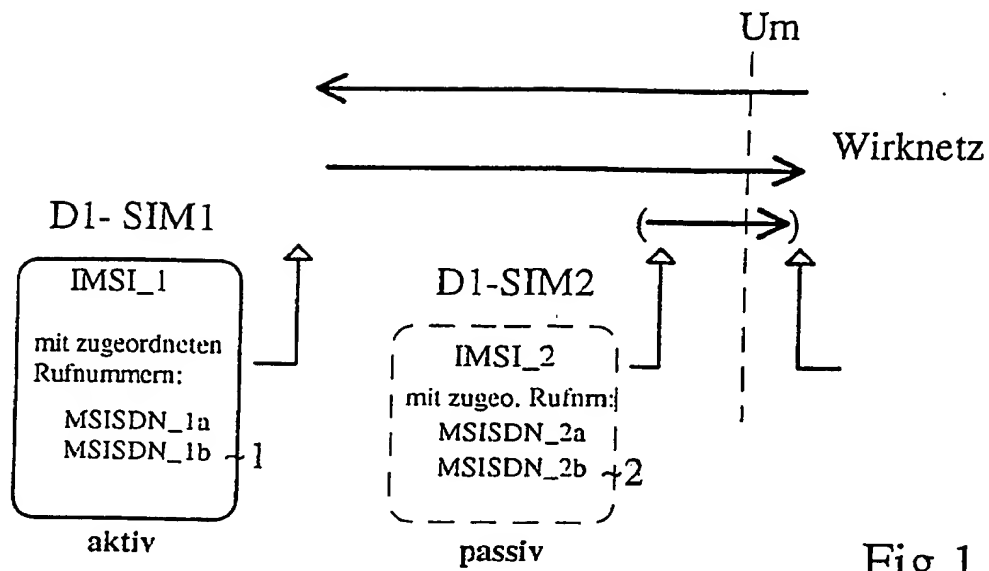 Um
Wirknetz
D1- SIM1
IMSI_1
mit zugeordneten
Rufnummern:
MSISDN_1a
MSISDN_1b ~1
aktiv
D1-SIM2
IMSI_2
mit zugeo. Rufnm:
MSISDN_2a
MSISDN_2b ~2
passiv
Fig 1